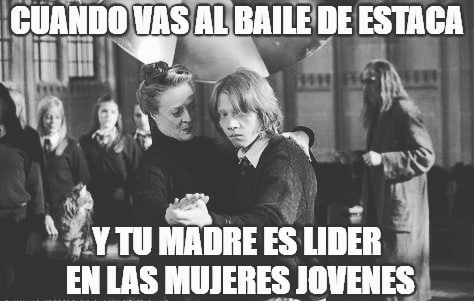 CUANDO VAS AL BAILE DE ESTACA
Y TU MADRE ES LIDER
EN LAS MUJERES JOVENES